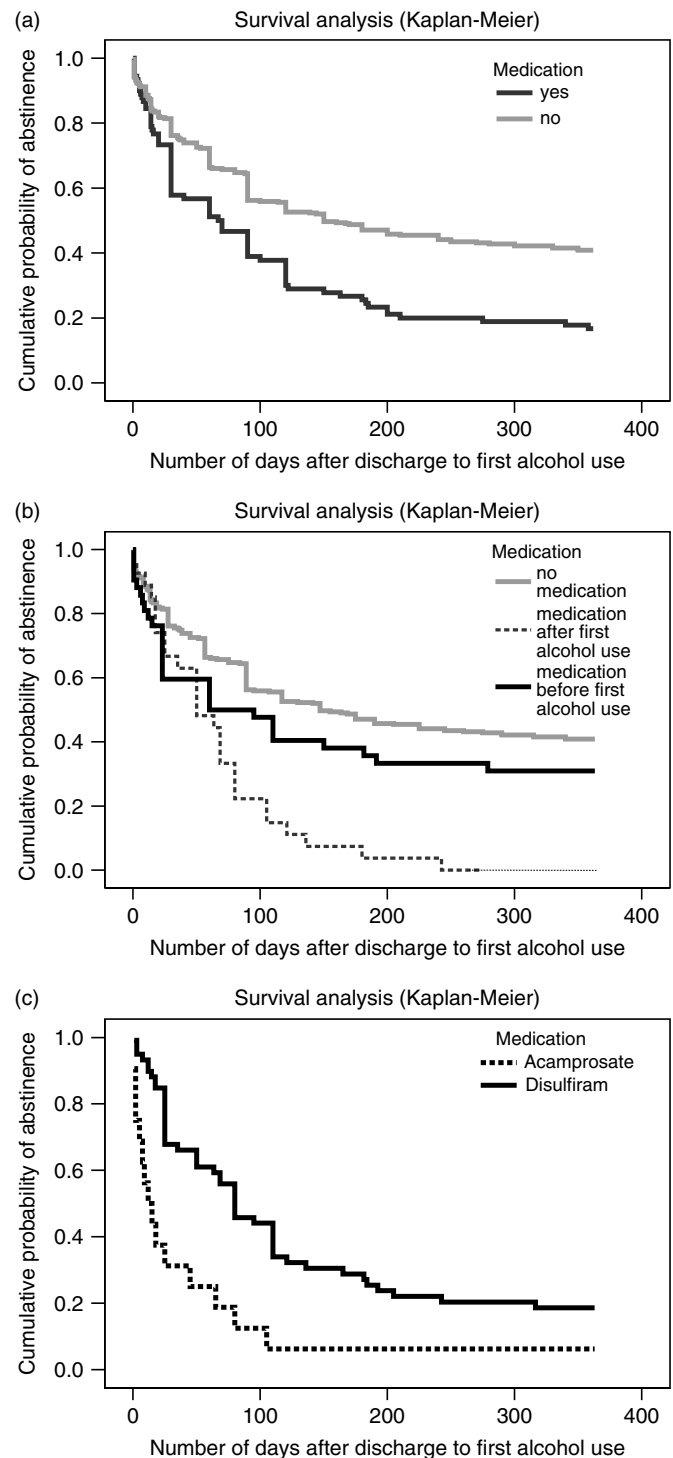 (a)
Survival analysis (Kaplan-Meier)
Cumulative probability of abstinence
1.0
0.8
0.6
0.4
0.2
0.0
Medication
yes
no
0 100 200 300 400
Number of days after discharge to first alcohol use
(b)
Survival analysis (Kaplan-Meier)
Cumulative probability of abstinence
1.0
0.8
0.6
0.4
0.2
0.0
Medication
no
medication
medication
after first
alcohol use
medication
before first
alcohol use
0 100 200 300 400
Number of days after discharge to first alcohol use
(c)
Survival analysis (Kaplan-Meier)
Cumulative probability of abstinence
1.0
0.8
0.6
0.4
0.2
0.0
Medication
Acamprosate
Disulfiram
0 100 200 300 400
Number of days after discharge to first alcohol use